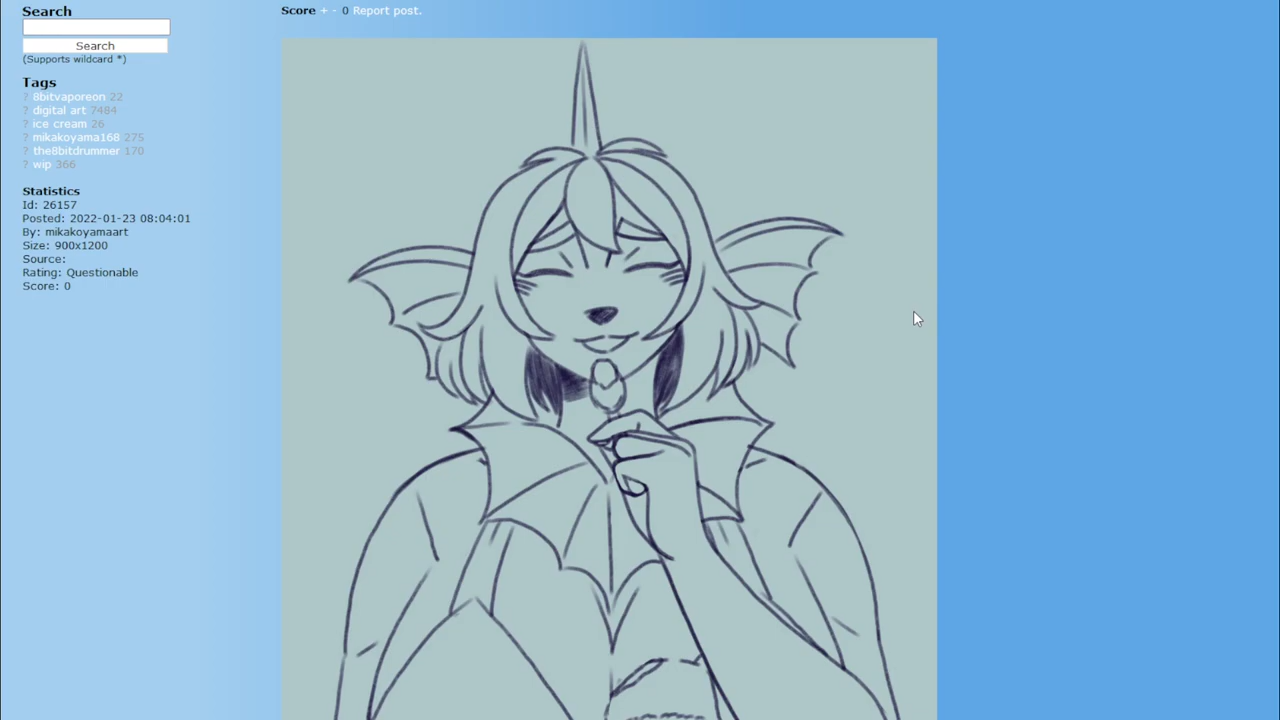 Search
Search
(Supports wildcard *)
Tags
? 8bitvaporeon 22
? digital art 7484
? ice cream 26
? mikakoyama168 275
? the8bitdrummer 170
? wip 366
Statistics
Id: 26157
Posted: 2022-01-23 08:04:01
By: mikakoyamaart
Size: 900x1200
Source:
Rating: Questionable
Score: 0
Score + - 0 Report post.